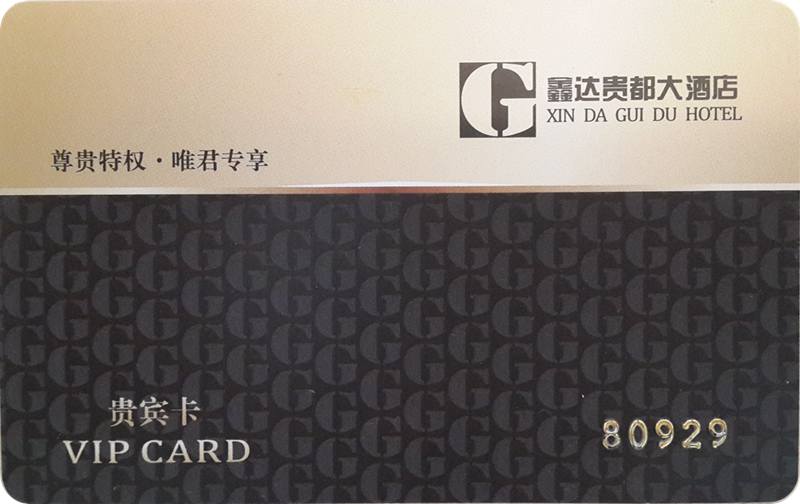 G
鑫达贵都大酒店
XIN DA GUI DU HOTEL
尊贵特权·唯君专享
贵宾卡
VIP CARD
80929